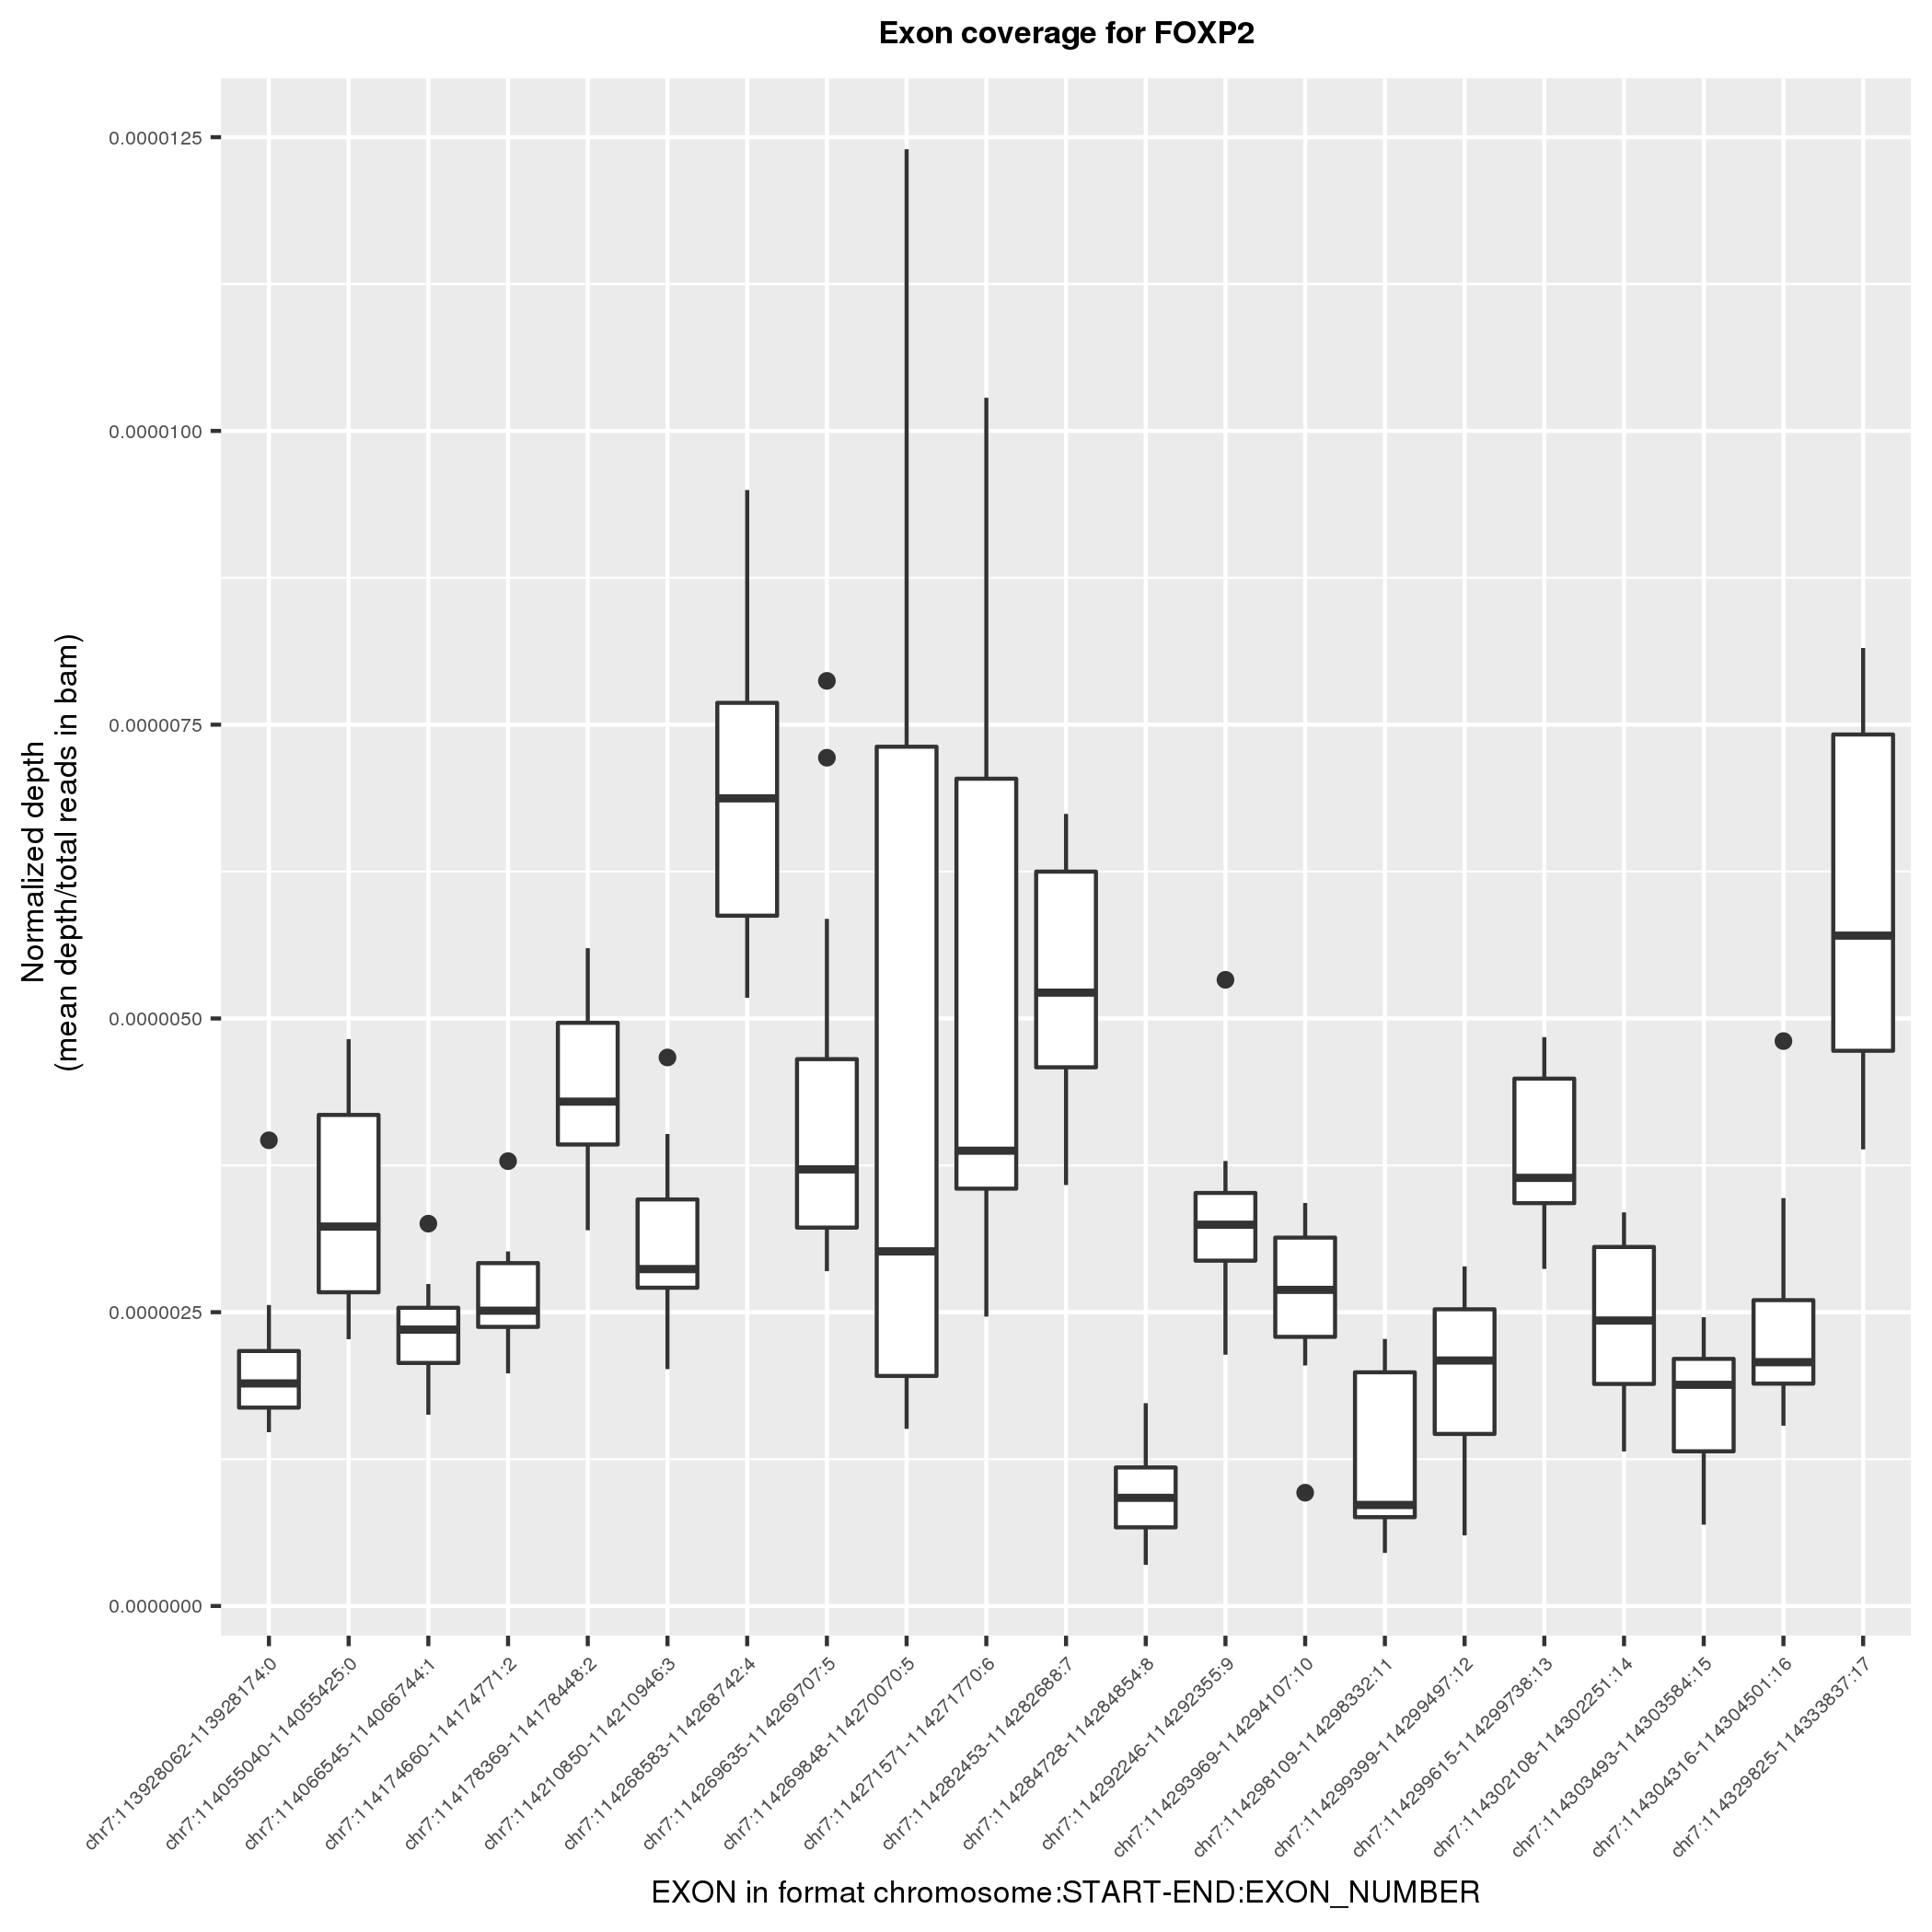 Exon coverage for FOXP2
0.0000125
0.0000100
0.0000075
0.0000050
0.0000025
0.0000000
Normalized depth
(mean depth/total reads in bam)
chr7:113928062-113928174:0
chr7:114055040-114055425:0
chr7:114066545-114066744:1
chr7:114174660-114174771:2
chr7:114178369-114178448:2
chr7:114210850-114210946:3
chr7:114268583-114268742:4
chr7:114269635-114269707:5
chr7:114269848-114270070:5
chr7:114271571-114271770:6
chr7:114282453-114282688:7
chr7:114284728-114284854:8
chr7:114292246-114292355:9
chr7:114293969-114294107:10
chr7:114298109-114298332:11
chr7:114299399-114299497:12
chr7:114299615-114299738:13
chr7:114302108-114302251:14
chr7:114303493-114303584:15
chr7:114304316-114304501:16
chr7:114329825-114333837:17
EXON in format chromosome:START-END:EXON_NUMBER